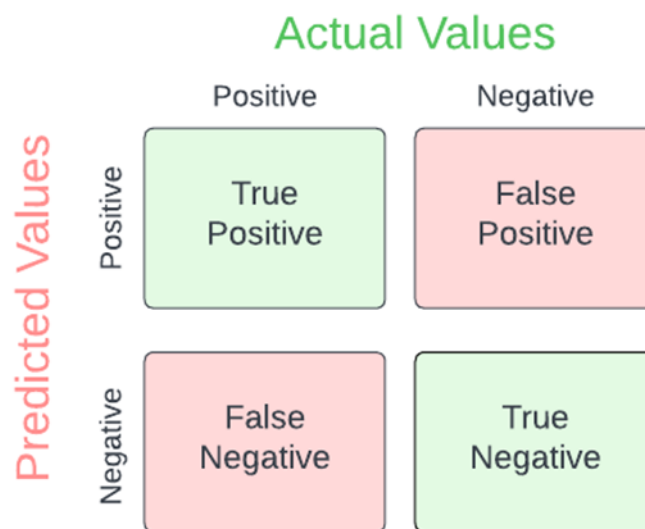 Actual Values
Positive
Negative
Predicted Values
Positive
True
Positive
False
Positive
Negative
False
Negative
True
Negative